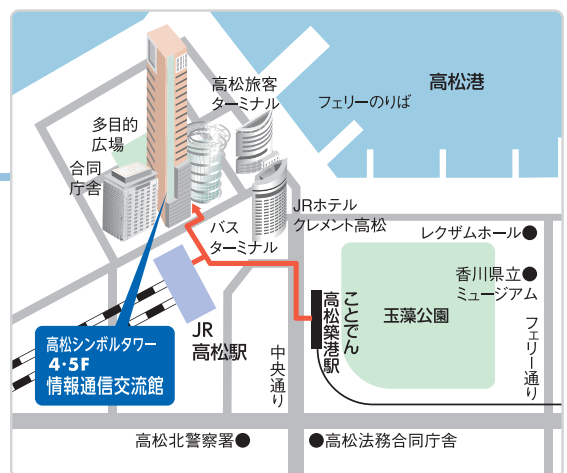 高松港
高松旅客
ターミナル
フェリーのりば
多目的
広場
合同
庁舎
JRホテル
クレメント高松
バス
ターミナル
レクザムホール
香川県立
ミュージアム
玉藻公園
ことでん
高松築港駅
フェリー通り
JR
高松駅
中央通り
高松シンボルタワー
4・5F
情報通信交流館
高松北警察署
高松法務合同庁舎